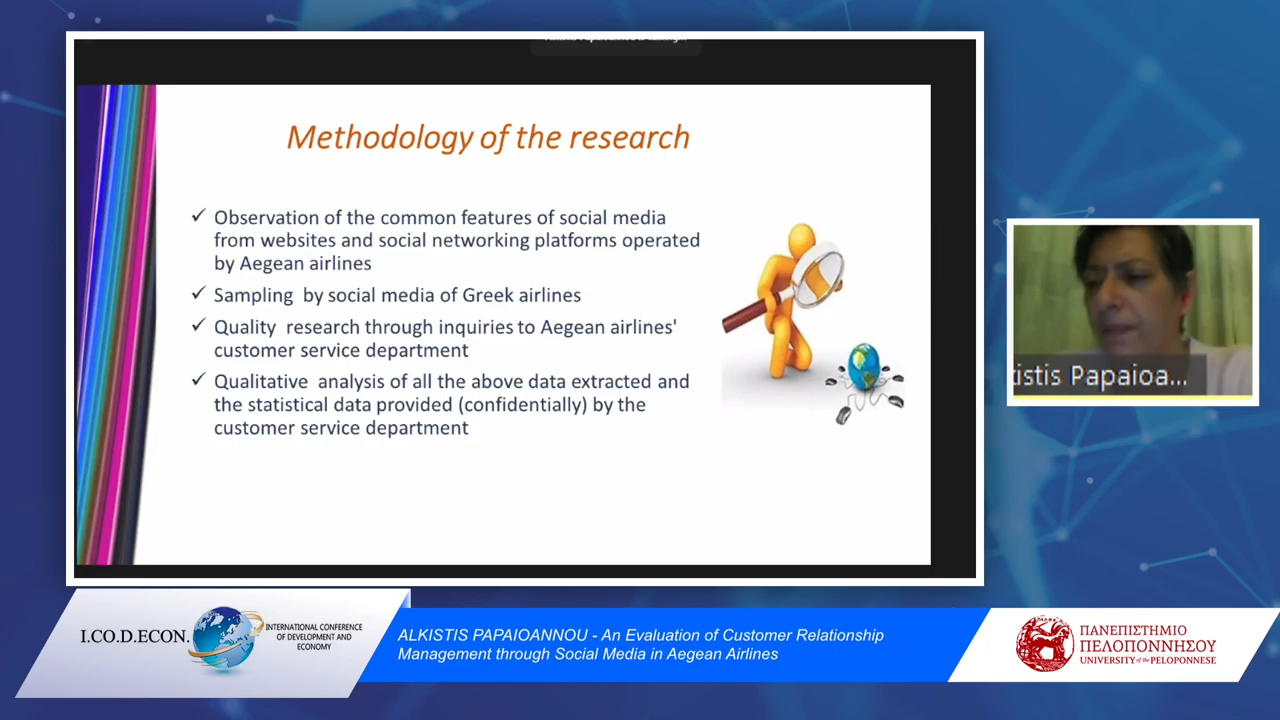 Methodology of the research
✓ Observation of the common features of social media
from websites and social networking platforms operated
by Aegean airlines
✓ Sampling by social media of Greek airlines
✓ Quality research through inquiries to Aegean airlines'
customer service department
✓ Qualitative analysis of all the above data extracted and
the statistical data provided (confidentially) by the
customer service department
kistis Papaioa...
I.CO.D.ECON.
INTERNATIONAL CONFERENCE
OF DEVELOPMENT AND
ECONOMY
ALKISTIS PAPAIOANNOU - An Evaluation of Customer Relationship
Management through Social Media in Aegean Airlines
ΠΑΝΕΠΙΣΤΗΜΙΟ
ΠΕΛΟΠΟΝΝΗΣΟΥ
UNIVERSITY of the PELOPONNESE